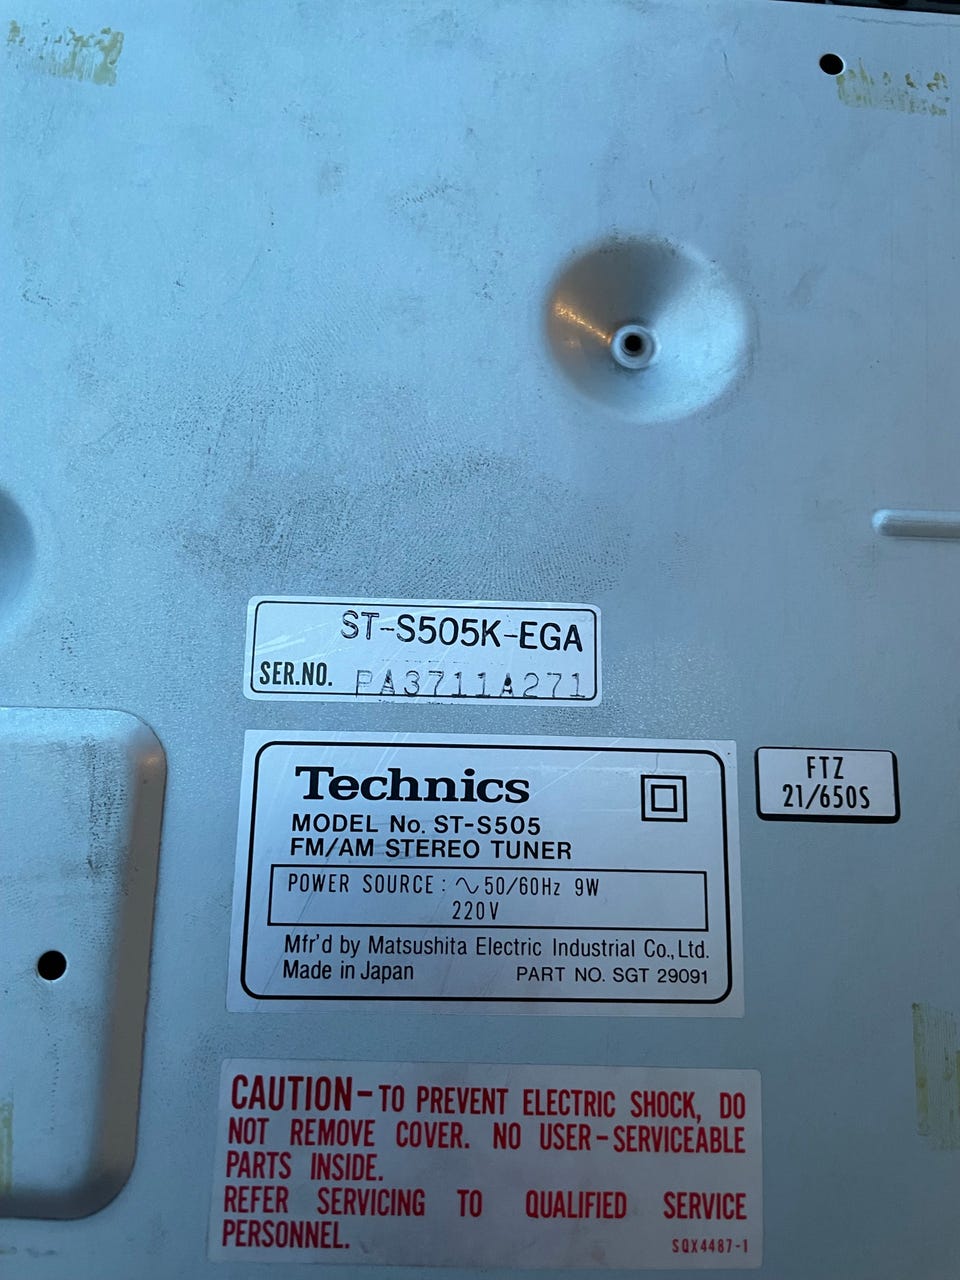 ST-S505K-EGA
SER.NO. PA3711A271
Technics
MODEL No. ST-S505
FM/AM STEREO TUNER
POWER SOURCE: ∿50/60Hz 9W
220V
Mfr'd by Matsushita Electric Industrial Co.,Ltd.
Made in Japan PART NO. SGT 29091
FTZ
21/650S
CAUTION-TO PREVENT ELECTRIC SHOCK, DO
NOT REMOVE COVER. NO USER-SERVICEABLE
PARTS INSIDE.
REFER SERVICING TO QUALIFIED SERVICE
PERSONNEL.
SQX4487-1